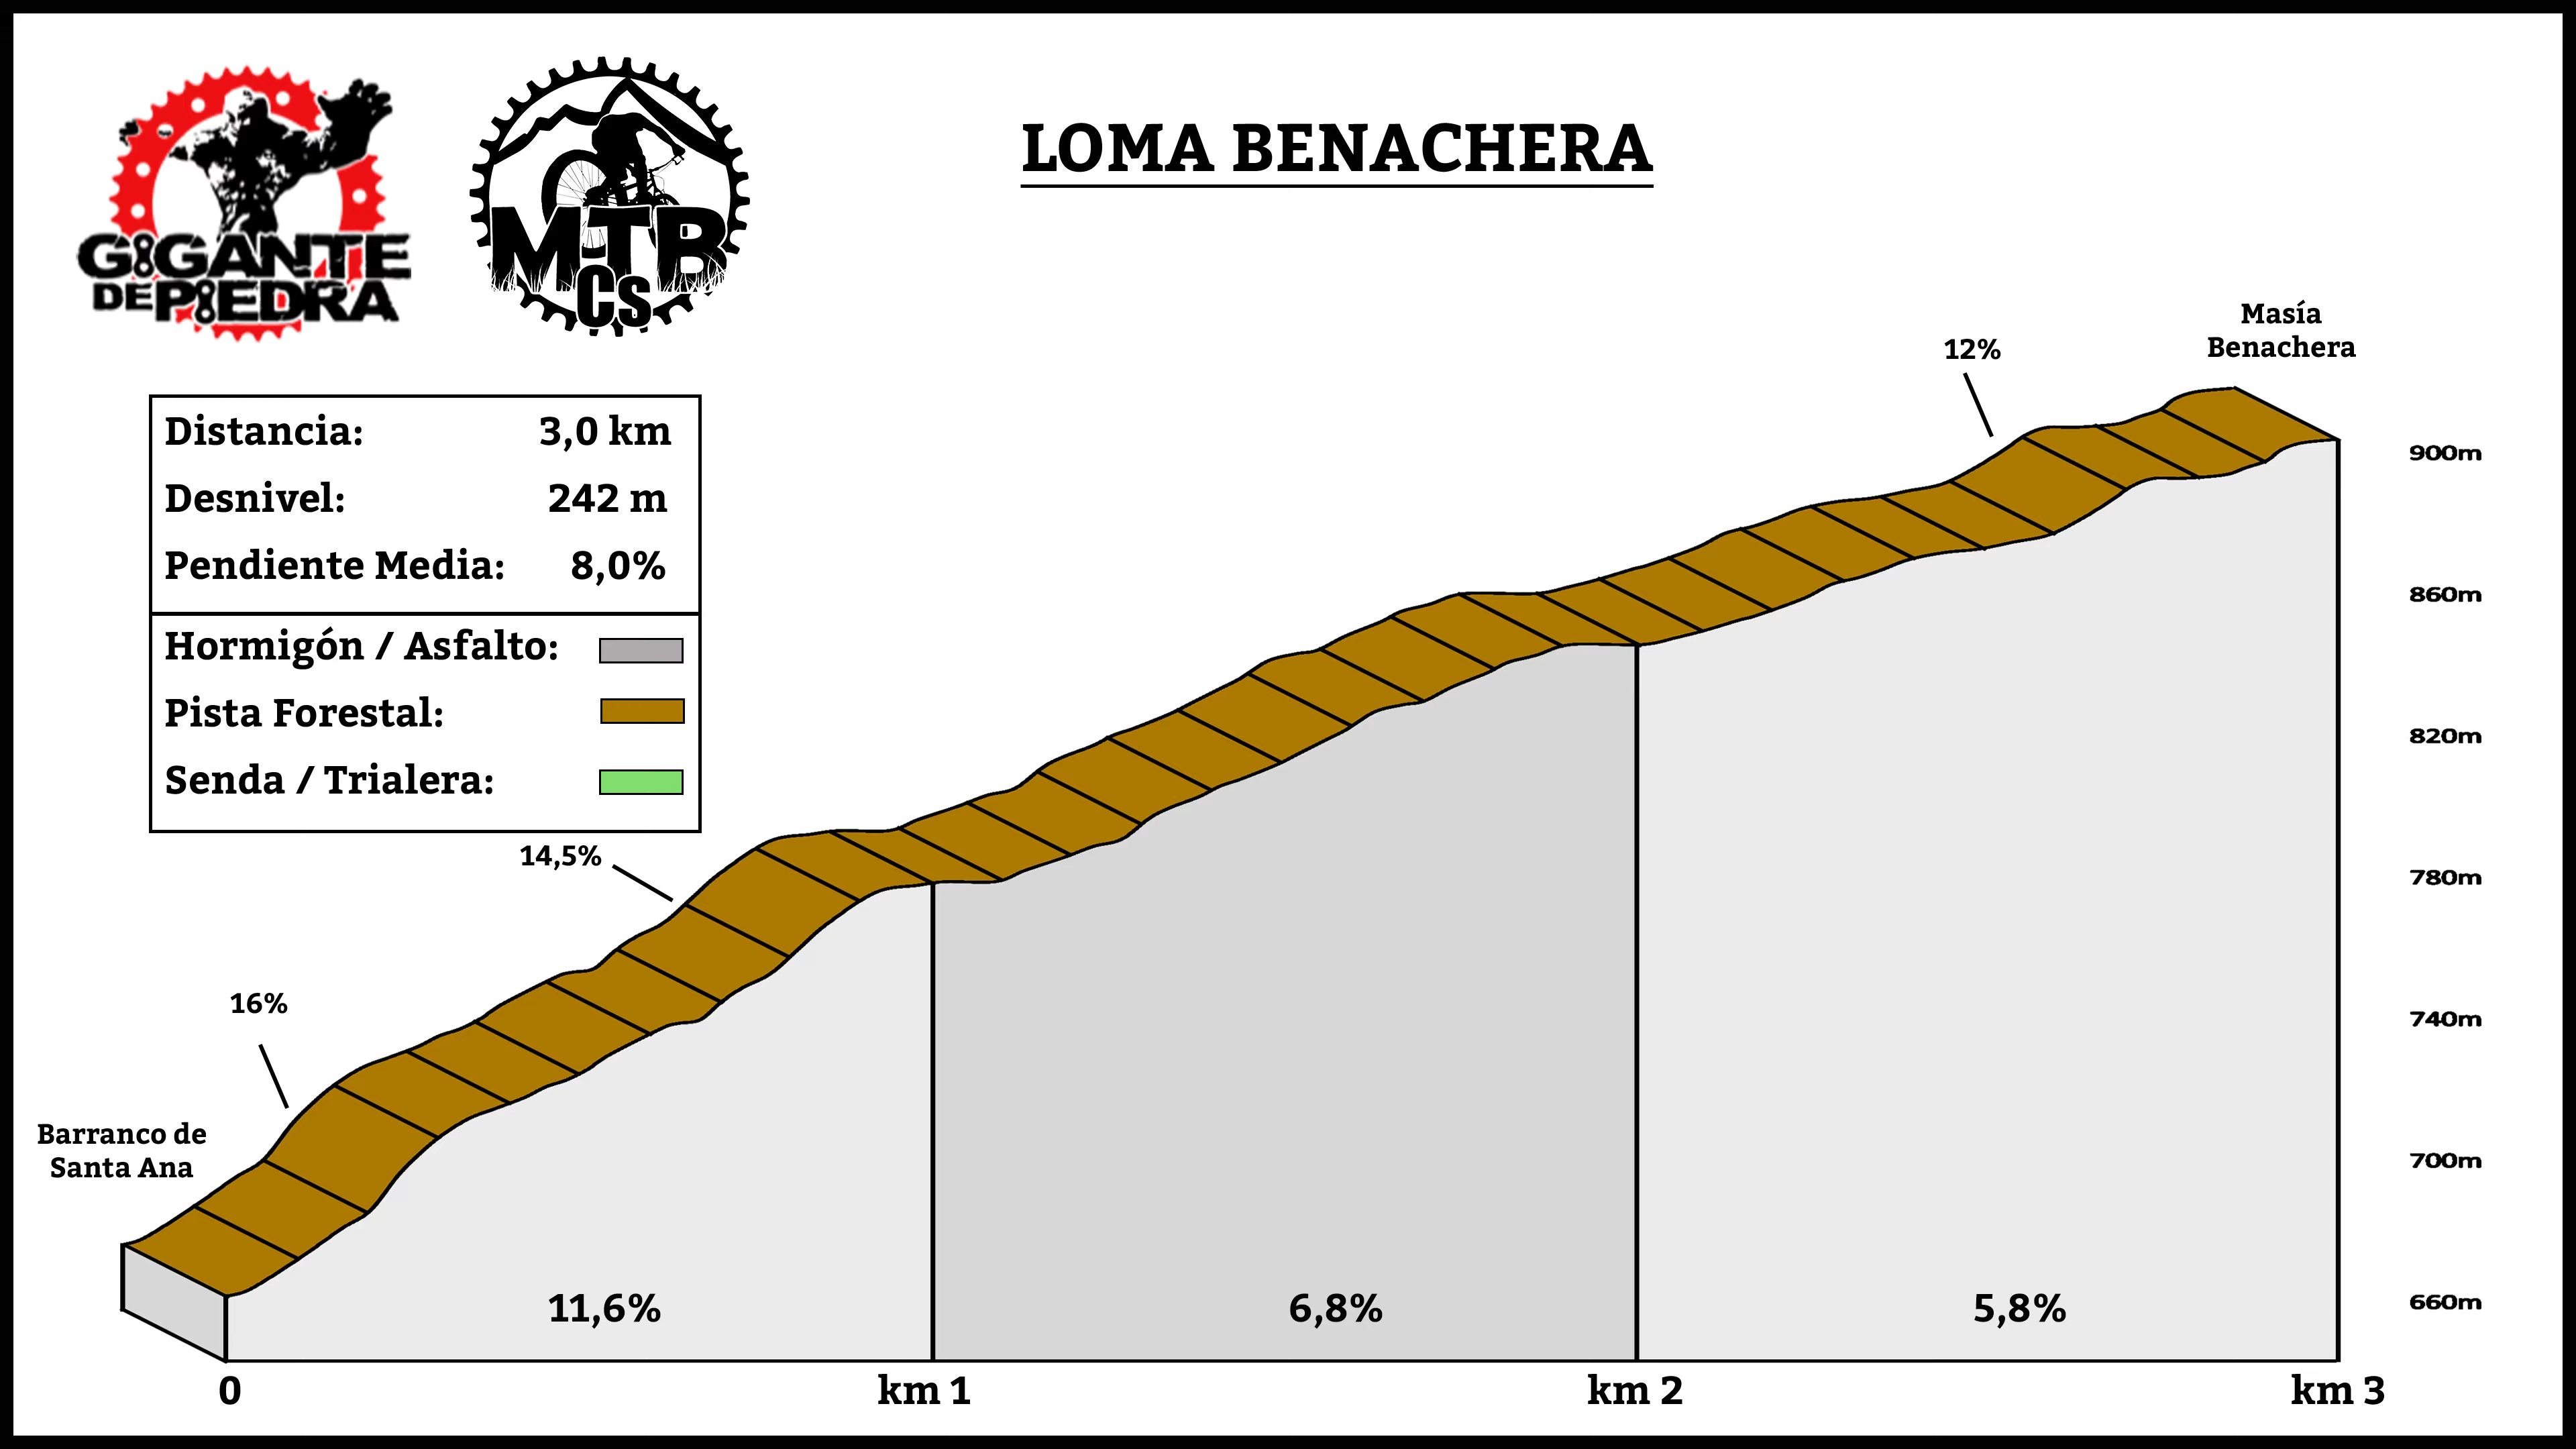 GIGANTE
DE PIEDRA
MTB
Cs
LOMA BENACHERA
Distancia: 3,0 km
Desnivel: 242 m
Pendiente Media: 8,0%
Hormigón / Asfalto:
Pista Forestal:
Senda / Trialera:
Masía
Benachera
12%
14,5%
16%
Barranco de
Santa Ana
900m
860m
820m
780m
740m
700m
660m
11,6%
6,8%
5,8%
0
km 1
km 2
km 3